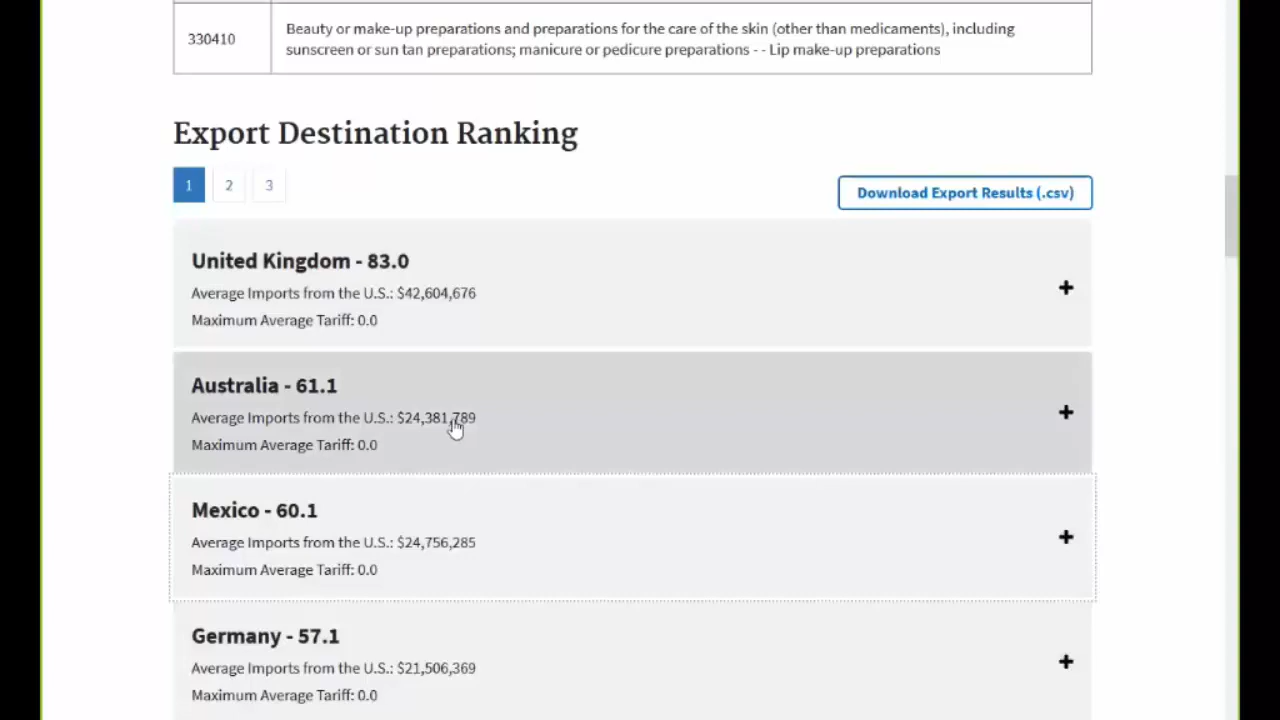 330410
Beauty or make-up preparations and preparations for the care of the skin (other than medicaments), including
sunscreen or sun tan preparations; manicure or pedicure preparations - - Lip make-up preparations
Export Destination Ranking
1 2 3
Download Export Results (.csv)
United Kingdom - 83.0
Average Imports from the U.S.: $42,604,676
Maximum Average Tariff: 0.0
Australia - 61.1
Average Imports from the U.S.: $24,381,789
Maximum Average Tariff: 0.0
Mexico - 60.1
Average Imports from the U.S.: $24,756,285
Maximum Average Tariff: 0.0
Germany - 57.1
Average Imports from the U.S.: $21,506,369
Maximum Average Tariff: 0.0